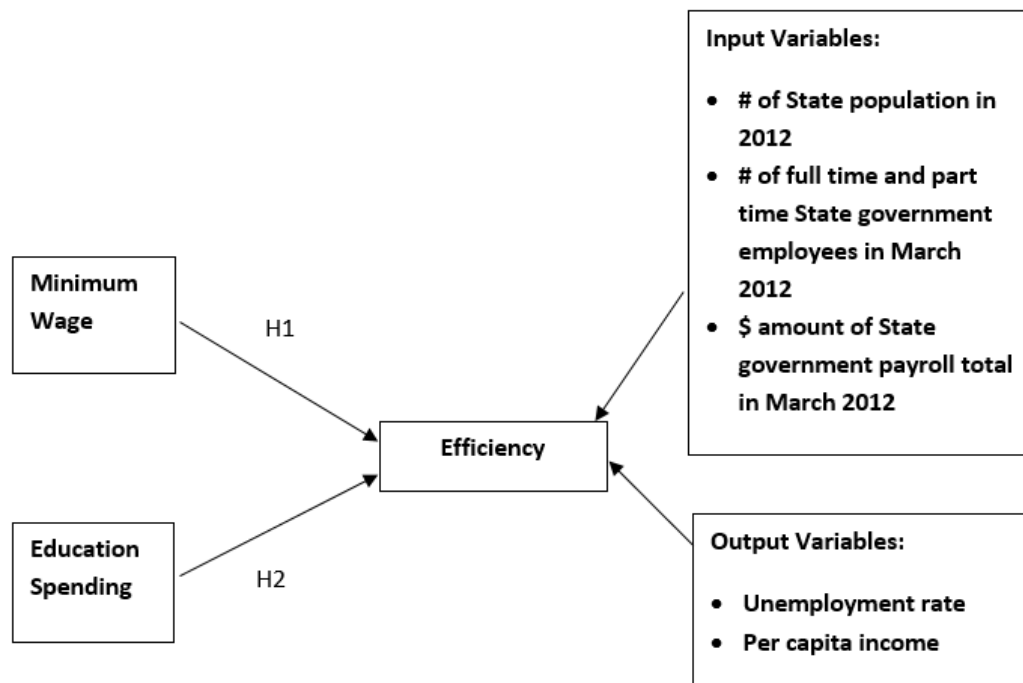 Input Variables:
• # of State population in
2012
• # of full time and part
time State government
employees in March
2012
• $ amount of State
government payroll total
in March 2012
Minimum
Wage
H1
Efficiency
Education
Spending
H2
Output Variables:
• Unemployment rate
• Per capita income